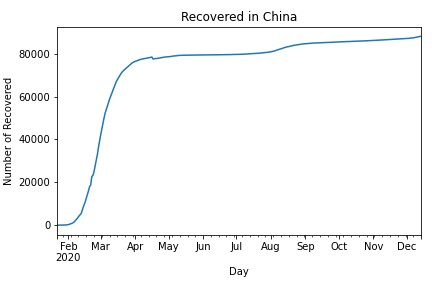 Recovered in China
Number of Recovered
80000
60000
40000
20000
0
Feb Mar Apr May Jun Jul Aug Sep Oct Nov Dec
2020
Day